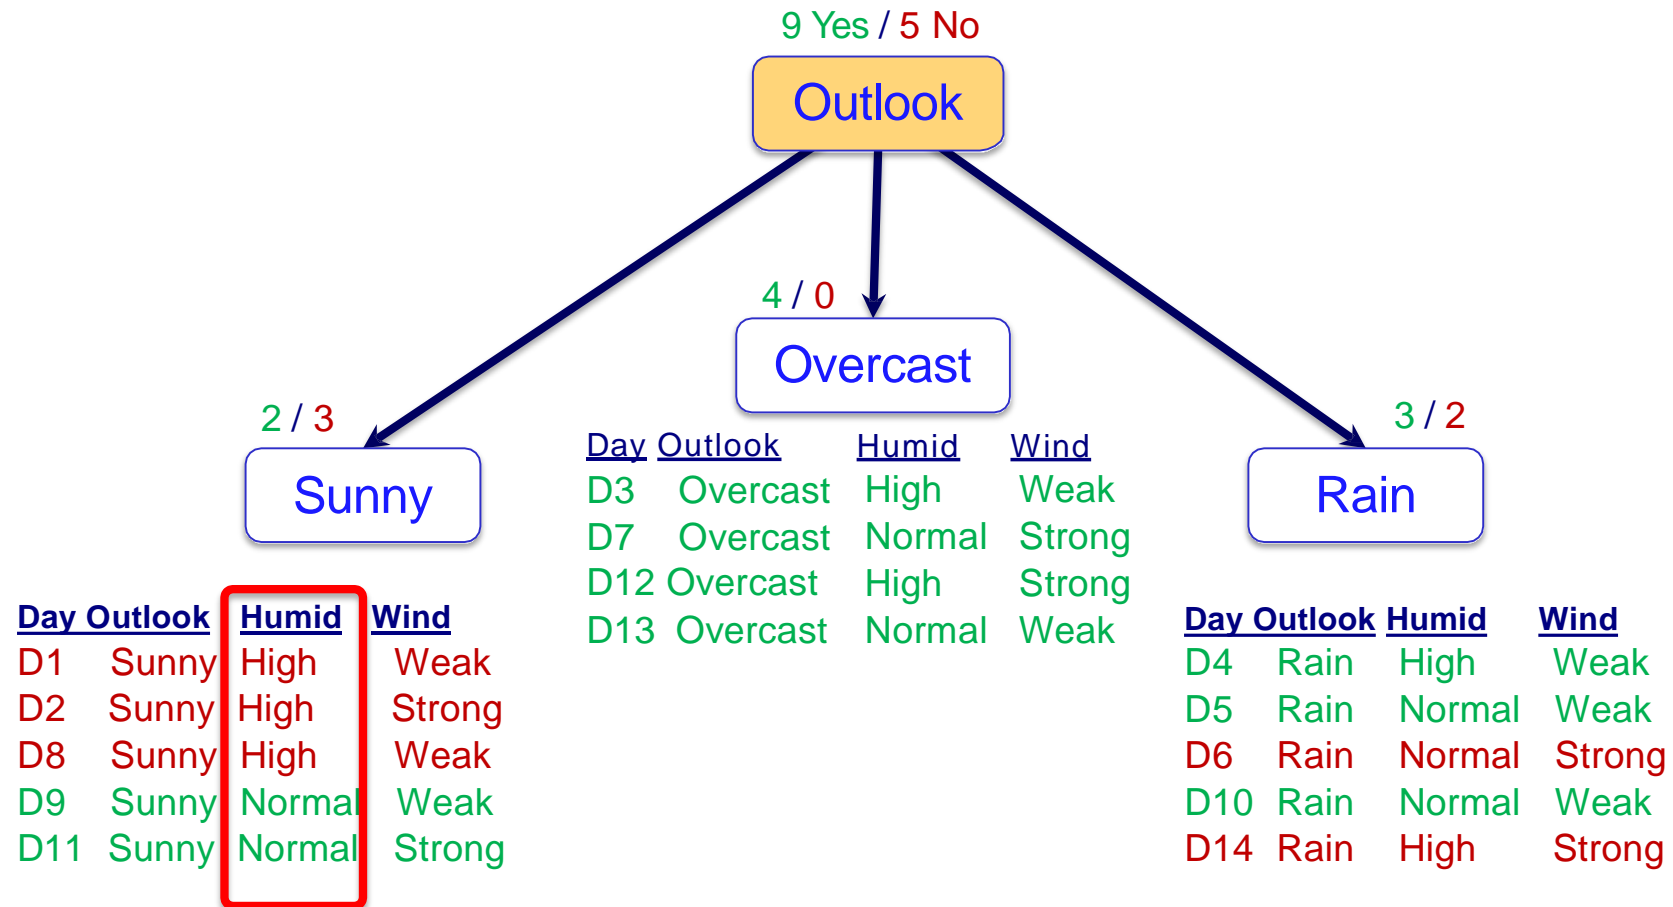 9 Yes / 5 No
Outlook
4 / 0
Overcast
2 / 3
Sunny
3 / 2
Rain
Day Outlook Humid Wind
D3 Overcast High Weak
D7 Overcast Normal Strong
D12 Overcast High Strong
D13 Overcast Normal Weak
Day Outlook Humid Wind
D1 Sunny High Weak
D2 Sunny High Strong
D8 Sunny High Weak
D9 Sunny Normal Weak
D11 Sunny Normal Strong
Day Outlook Humid Wind
D4 Rain High Weak
D5 Rain Normal Weak
D6 Rain Normal Strong
D10 Rain Normal Weak
D14 Rain High Strong